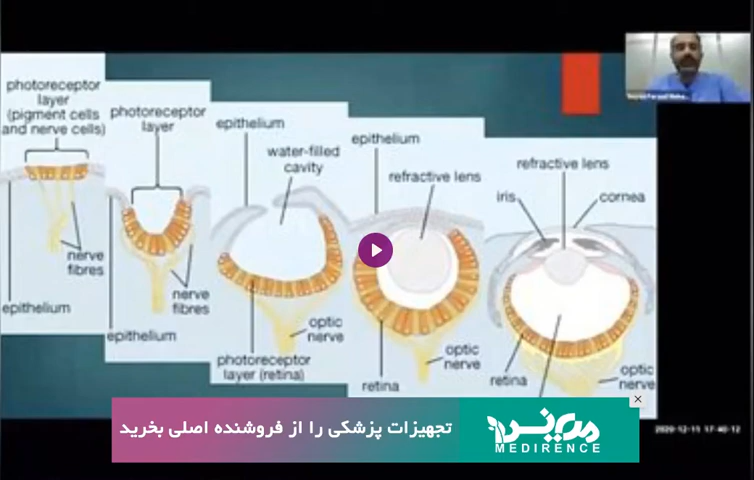 photoreceptor
layer
(pigment cells
and nerve cells)
nerve
fibres
epithelium
photoreceptor
layer
nerve
fibres
epithelium
epithelium
water-filled
cavity
optic
nerve
photoreceptor
layer (retina)
epithelium
refractive lens
optic
nerve
retina
refractive lens
iris
cornea
retina
optic
nerve
تجهیزات پزشکی را از فروشنده اصلی بخرید
مدیرنس
MEDIRENCE
2020-12-11 17:40:12